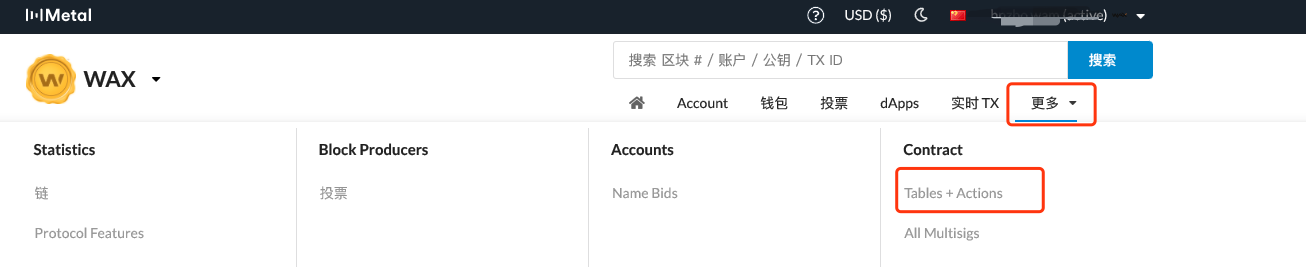 Metal
USD ($) (active)
WAX
搜索 区块 # / 账户 / 公钥 / TX ID 搜索
Account 钱包 投票 dApps 实时 TX 更多
Statistics Block Producers Accounts Contract
链 投票 Name Bids Tables + Actions
Protocol Features All Multisigs